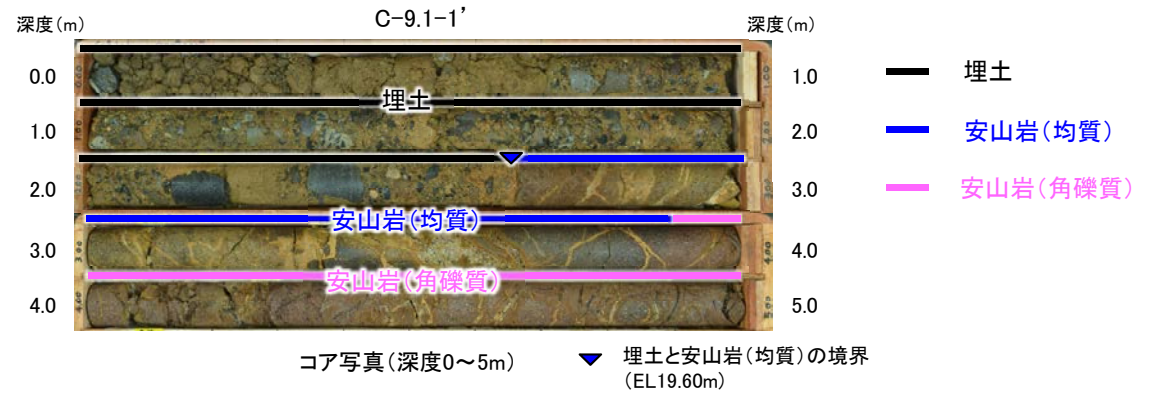 C-9.1-1’
深度(m)
深度(m)
0.0
1.0
埋土
埋土
1.0
2.0
安山岩(均質)
2.0
3.0
安山岩(角礫質)
安山岩(均質)
3.0
4.0
安山岩(角礫質)
4.0
5.0
コア写真(深度0~5m)
埋土と安山岩(均質)の境界
(EL19.60m)